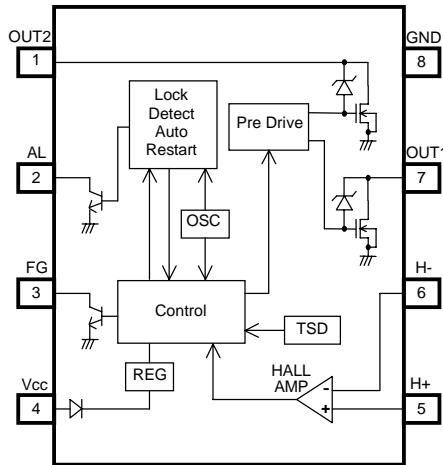 OUT2
1
GND
8
Lock
Detect
Auto
Restart
Pre Drive
AL
2
OUT1
7
OSC
FG
3
H-
6
Control
TSD
REG
HALL
AMP
Vcc
4
-
+
H+
5